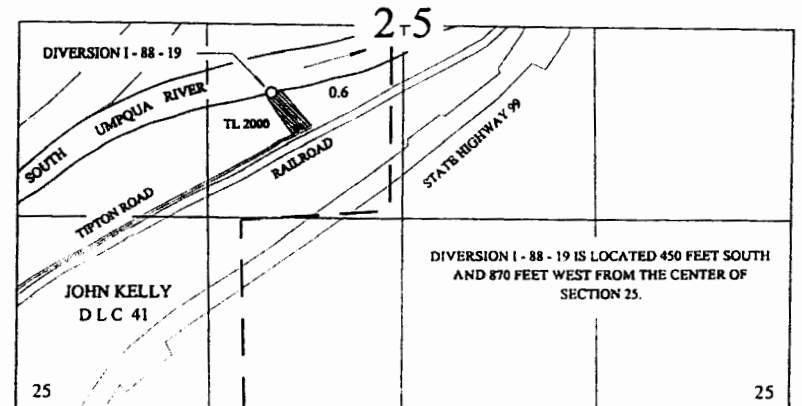 2 T 5
DIVERSION I - 88 - 19
0.6
SOUTH UMPQUA RIVER
TL 2000
STATE HIGHWAY 99
RAILROAD
TIPTON ROAD
DIVERSION I - 88 - 19 IS LOCATED 450 FEET SOUTH
AND 870 FEET WEST FROM THE CENTER OF
SECTION 25.
JOHN KELLY
D L C 41
25
25